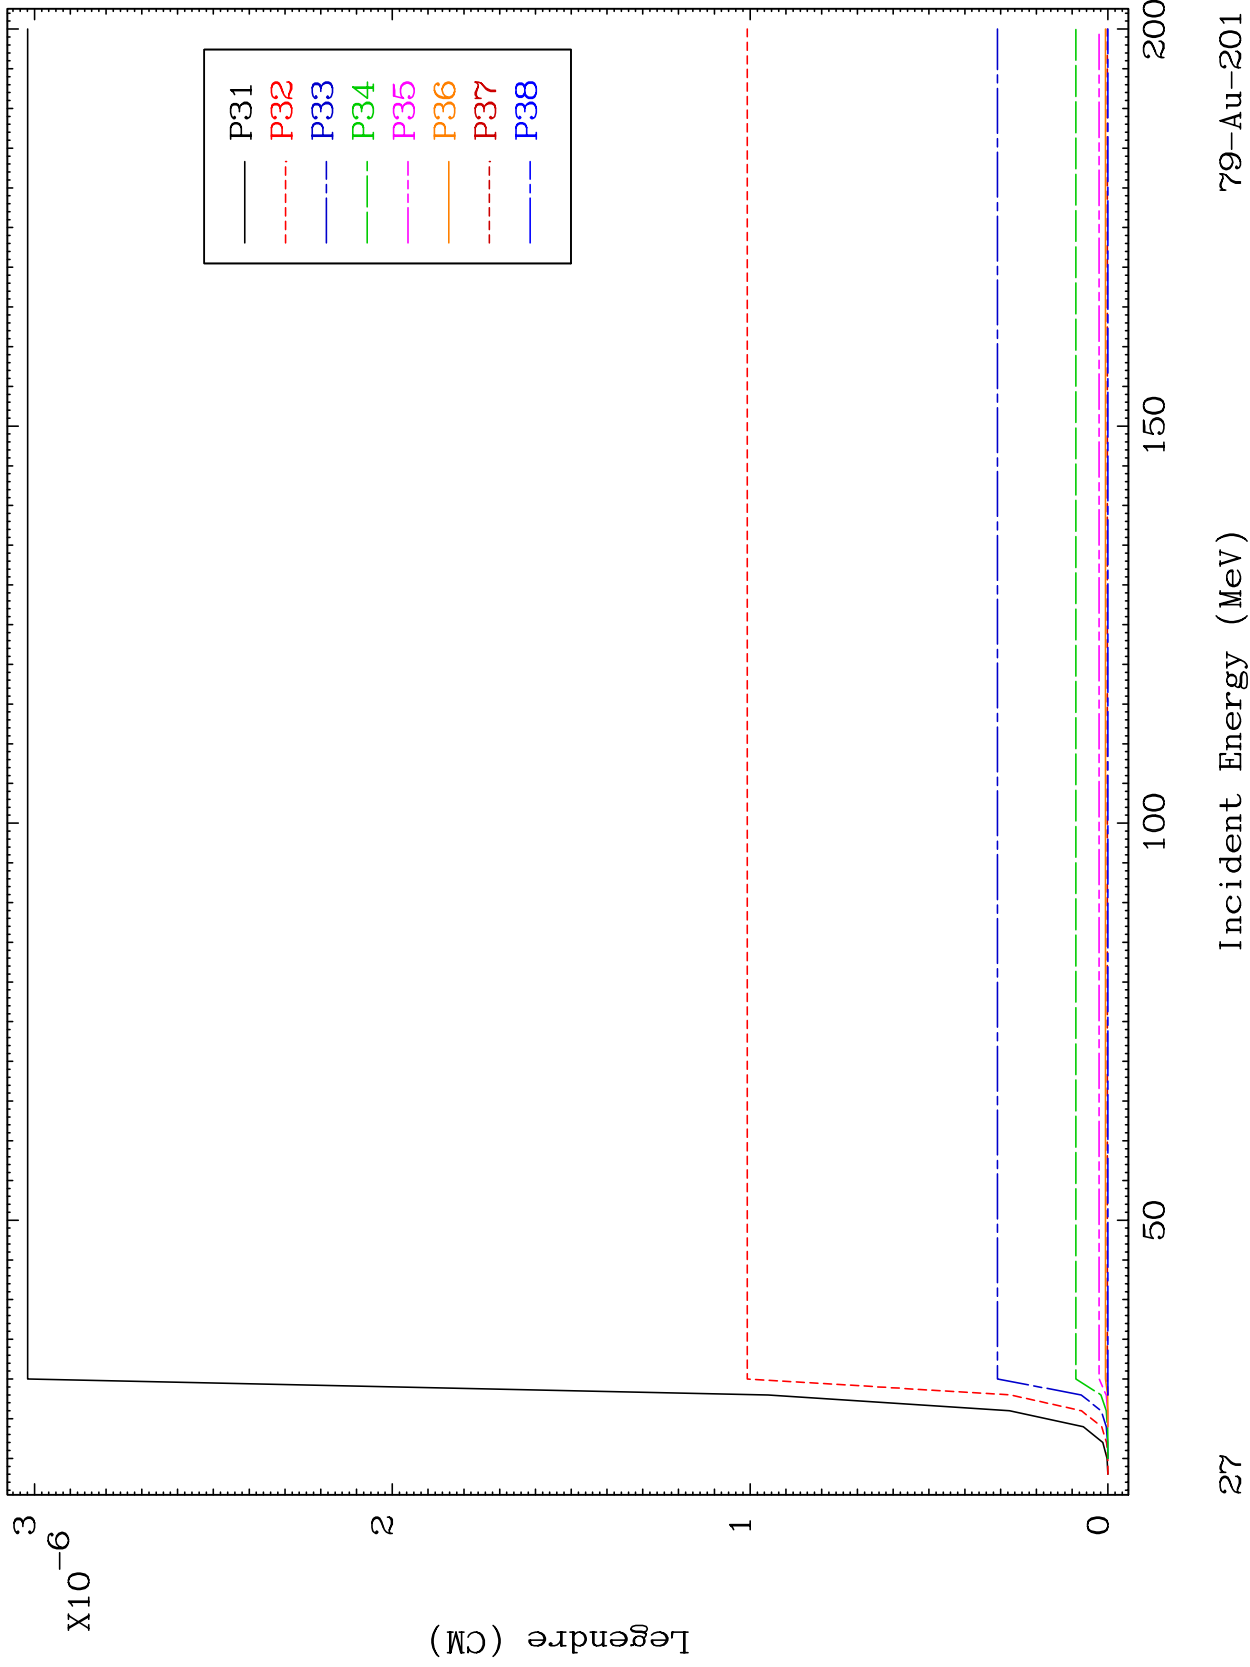 3
X10-6
2
1
0
Legendre (CM)
P31
P32
P33
P34
P35
P36
P37
P38
50
100
150
200
27
Incident Energy (MeV)
79-Au-201